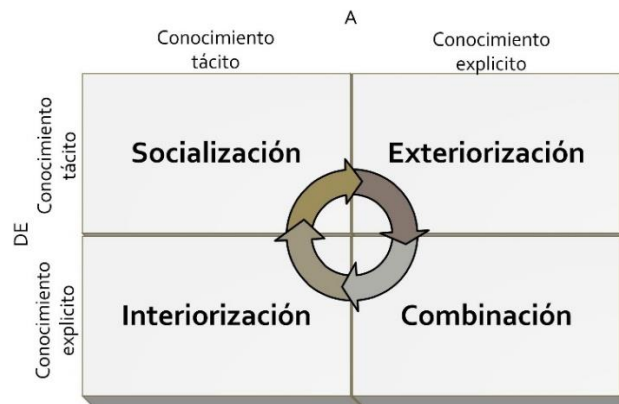 A
Conocimiento
tácito
Conocimiento
explicito
DE
Conocimiento
tácito
Socialización
Exteriorización
Conocimiento
explicito
Interiorización
Combinación